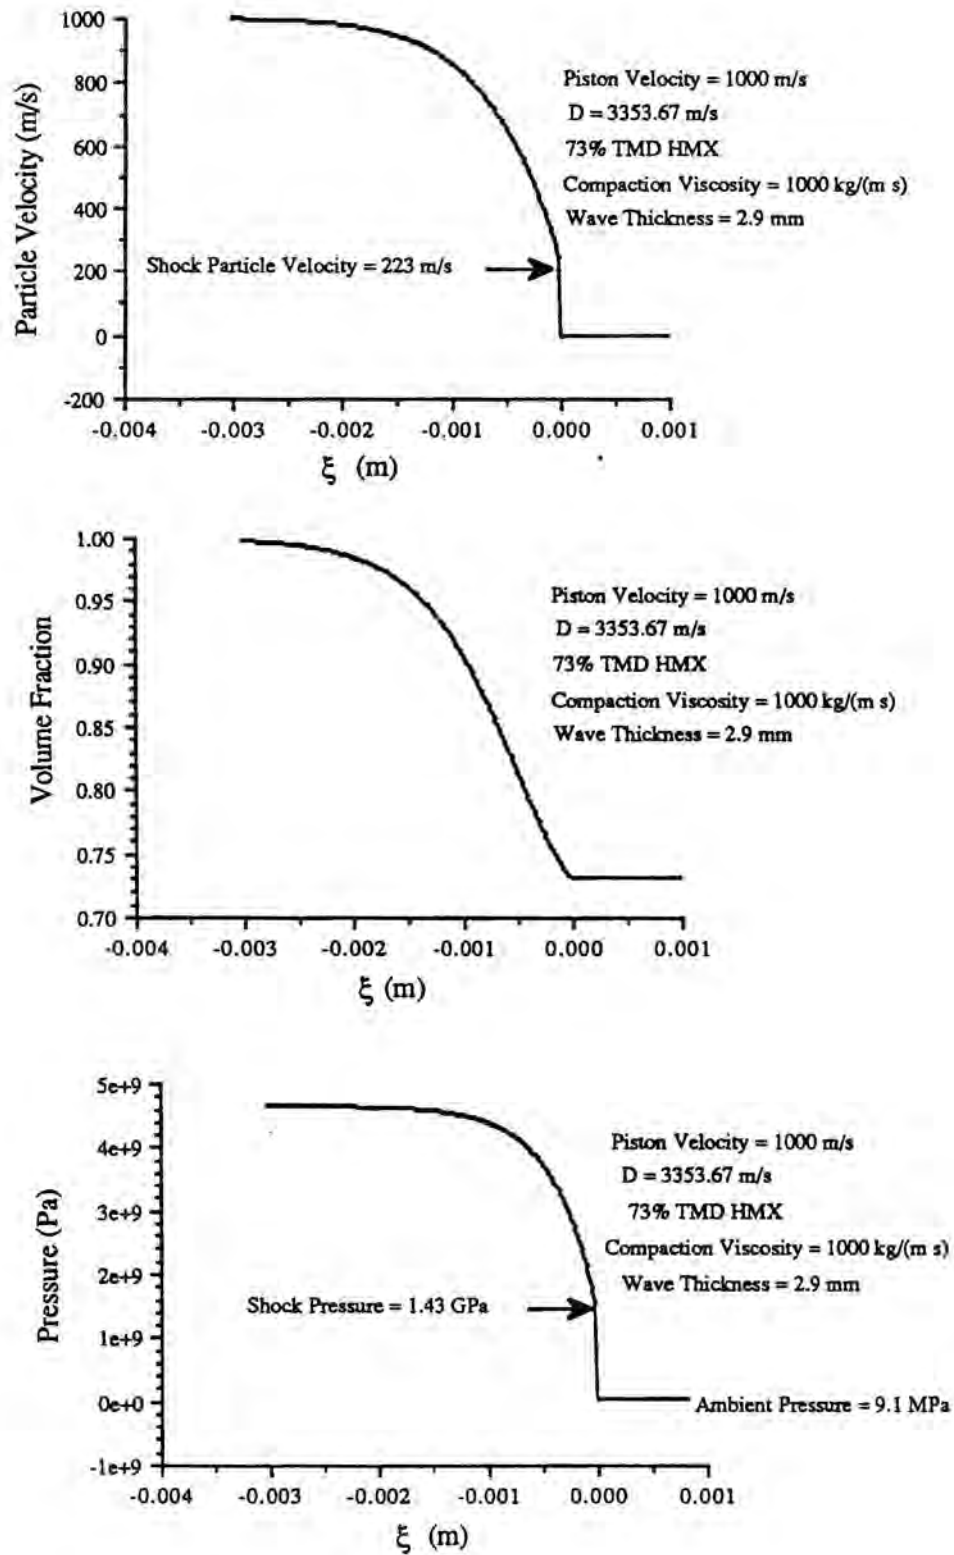 1000
800
600
400
200
0
-200
Particle Velocity (m/s)
Piston Velocity = 1000 m/s
D = 3353.67 m/s
73% TMD HMX
Compaction Viscosity = 1000 kg/(m s)
Wave Thickness = 2.9 mm
Shock Particle Velocity = 223 m/s
-0.004 -0.003 -0.002 -0.001 0.000 0.001
ξ (m)
1.00
0.95
0.90
0.85
0.80
0.75
0.70
Volume Fraction
Piston Velocity = 1000 m/s
D = 3353.67 m/s
73% TMD HMX
Compaction Viscosity = 1000 kg/(m s)
Wave Thickness = 2.9 mm
-0.004 -0.003 -0.002 -0.001 0.000 0.001
ξ (m)
5e+9
4e+9
3e+9
2e+9
1e+9
0e+0
-1e+9
Pressure (Pa)
Piston Velocity = 1000 m/s
D = 3353.67 m/s
73% TMD HMX
Compaction Viscosity = 1000 kg/(m s)
Wave Thickness = 2.9 mm
Shock Pressure = 1.43 GPa
Ambient Pressure = 9.1 MPa
-0.004 -0.003 -0.002 -0.001 0.000 0.001
ξ (m)